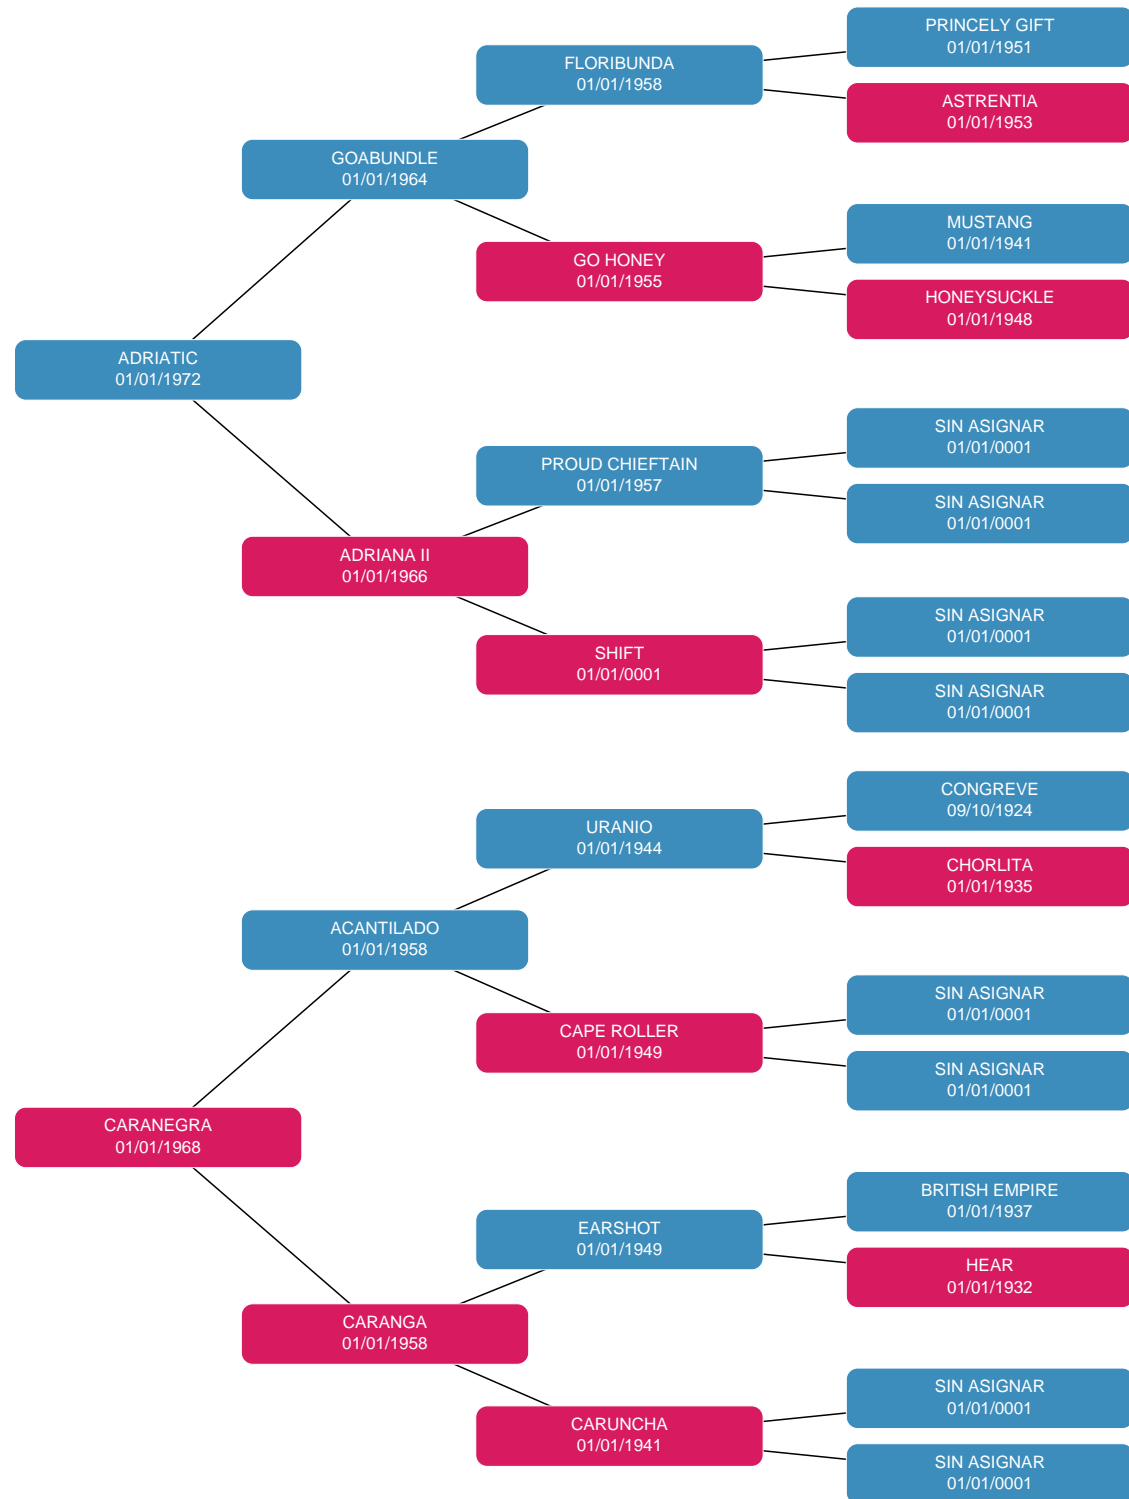 PRINCELY GIFT
01/01/1951
FLORIBUNDA
01/01/1958
ASTRENTIA
01/01/1953
GOABUNDLE
01/01/1964
MUSTANG
01/01/1941
GO HONEY
01/01/1955
HONEYSUCKLE
01/01/1948
ADRIATIC
01/01/1972
SIN ASIGNAR
01/01/0001
PROUD CHIEFTAIN
01/01/1957
SIN ASIGNAR
01/01/0001
ADRIANA II
01/01/1966
SIN ASIGNAR
01/01/0001
SHIFT
01/01/0001
SIN ASIGNAR
01/01/0001
CONGREVE
09/10/1924
URANIO
01/01/1944
CHORLITA
01/01/1935
ACANTILADO
01/01/1958
SIN ASIGNAR
01/01/0001
CAPE ROLLER
01/01/1949
SIN ASIGNAR
01/01/0001
CARANEGRA
01/01/1968
BRITISH EMPIRE
01/01/1937
EARSHOT
01/01/1949
HEAR
01/01/1932
CARANGA
01/01/1958
SIN ASIGNAR
01/01/0001
CARUNCHA
01/01/1941
SIN ASIGNAR
01/01/0001